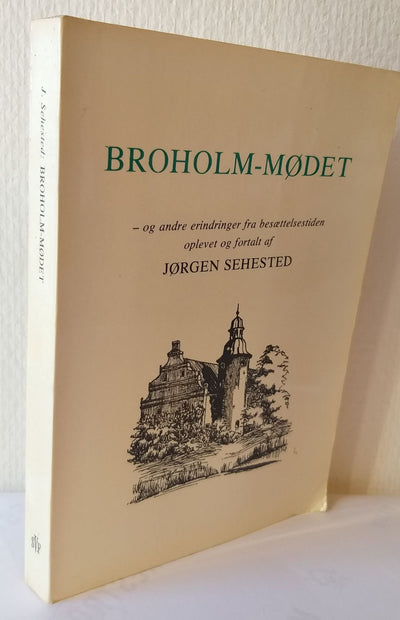 BROHOLM-MØDET
– og andre erindringer fra besættelsestiden
oplevet og fortalt af
JØRGEN SEHESTED
J. Sehested: BROHOLM-MØDET